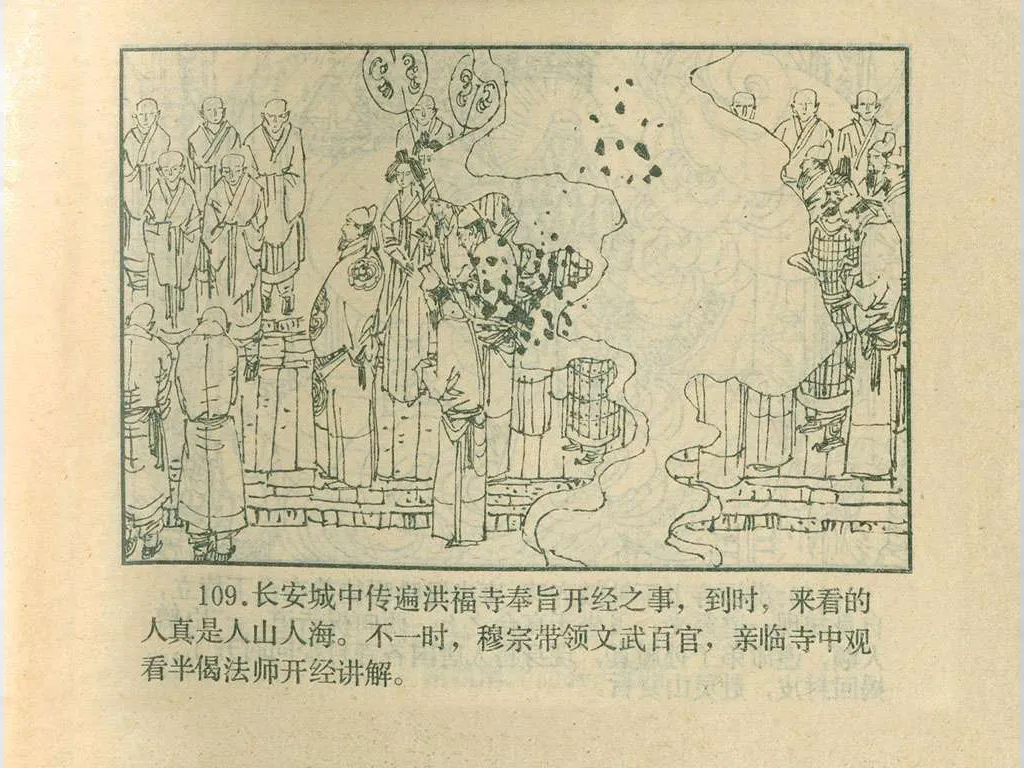 109.长安城中传遍洪福寺奉旨开经之事，到时，来看的
人真是人山人海。不一时，穆宗带领文武百官，亲临寺中观
看半偈法师开经讲解。